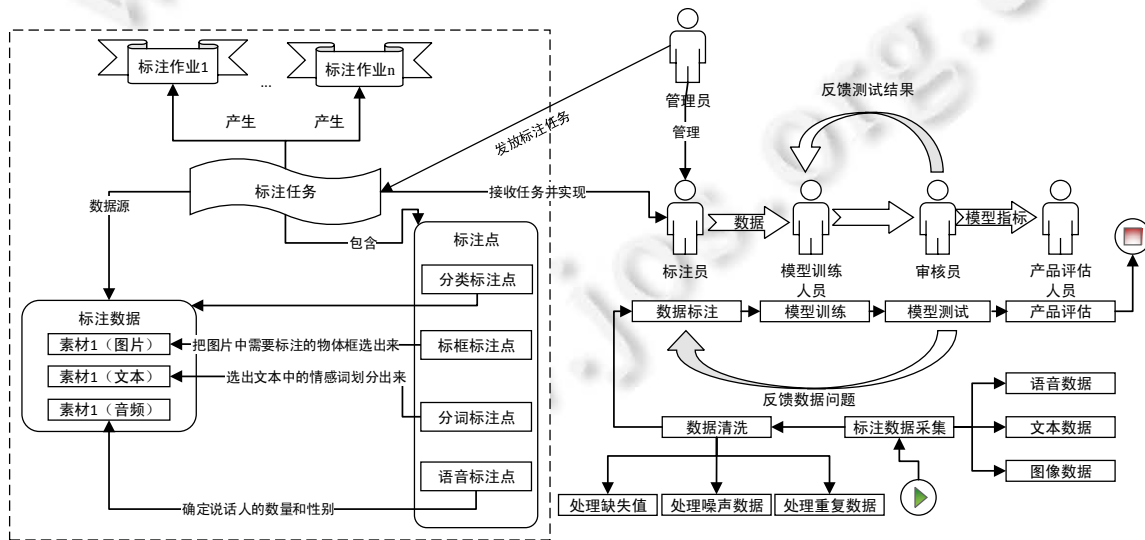 标注作业1
...
标注作业n
产生
产生
标注任务
数据源
包含
发放标注任务
接收任务并实现
管理员
管理
反馈测试结果
标注员
数据
模型训练
人员
审核员
模型指标
产品评估
人员
标注点
分类标注点
标框标注点
分词标注点
语音标注点
标注数据
素材1（图片）
素材1（文本）
素材1（音频）
把图片中需要标注的物体框选出来
选出文本中的情感词划分出来
确定说话人的数量和性别
数据标注
模型训练
模型测试
产品评估
反馈数据问题
数据清洗
标注数据采集
语音数据
文本数据
图像数据
处理缺失值
处理噪声数据
处理重复数据